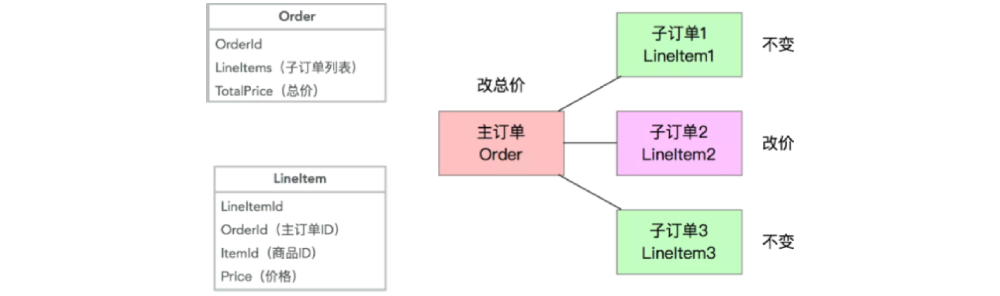 Order
OrderId
LineItems（子订单列表）
TotalPrice（总价）
LineItem
LineItemId
OrderId（主订单ID）
ItemId（商品ID）
Price（价格）
改总价
主订单
Order
子订单1
LineItem1
不变
子订单2
LineItem2
改价
子订单3
LineItem3
不变